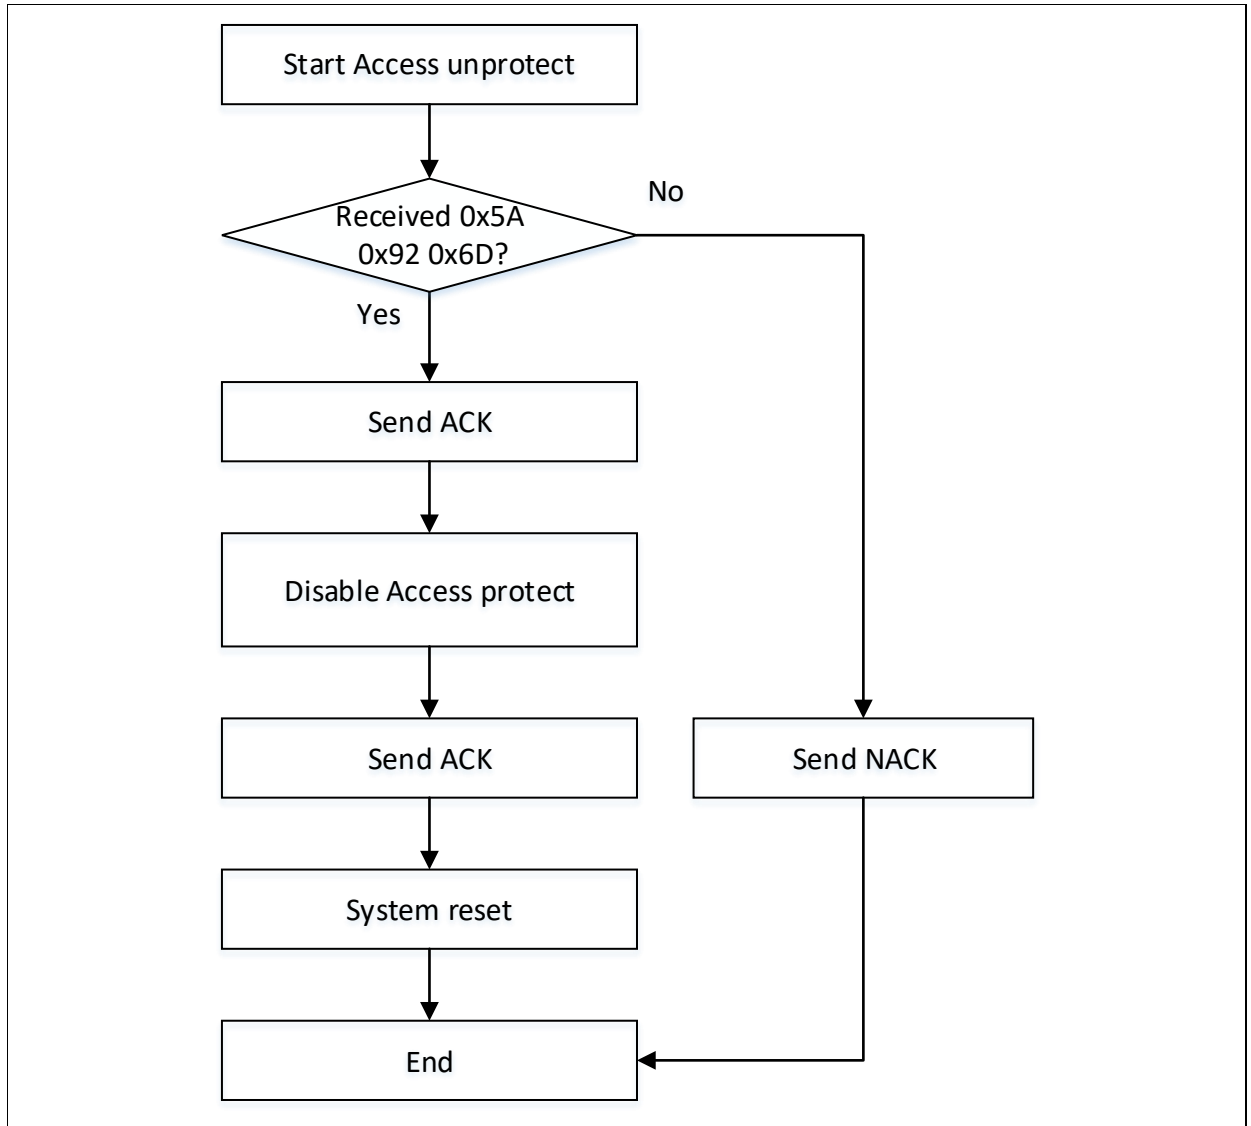 Start Access unprotect
Received 0x5A
0x92 0x6D?
No
Yes
Send ACK
Disable Access protect
Send ACK
Send NACK
System reset
End